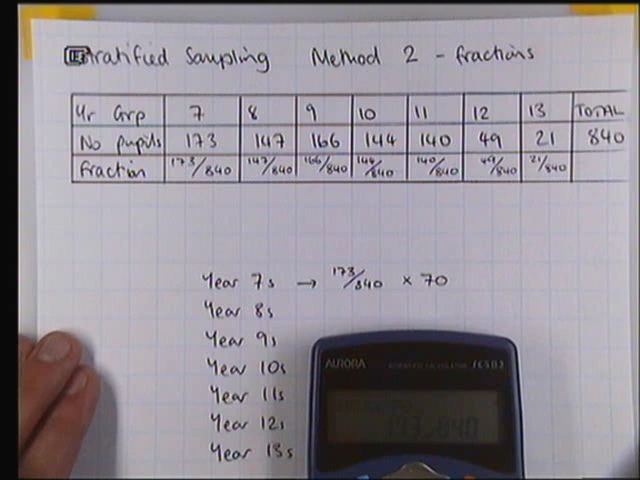 Stratified Sampling Method 2 - fractions
Yr Grp 7 8 9 10 11 12 13 TOTAL
No pupils 173 147 166 144 140 49 21 840
Fraction 173/840 147/840 166/840 144/840 140/840 49/840 21/840
Year 7s → 173/840 × 70
Year 8s
Year 9s
Year 10s
Year 11s
Year 12s
Year 13s
AURORA